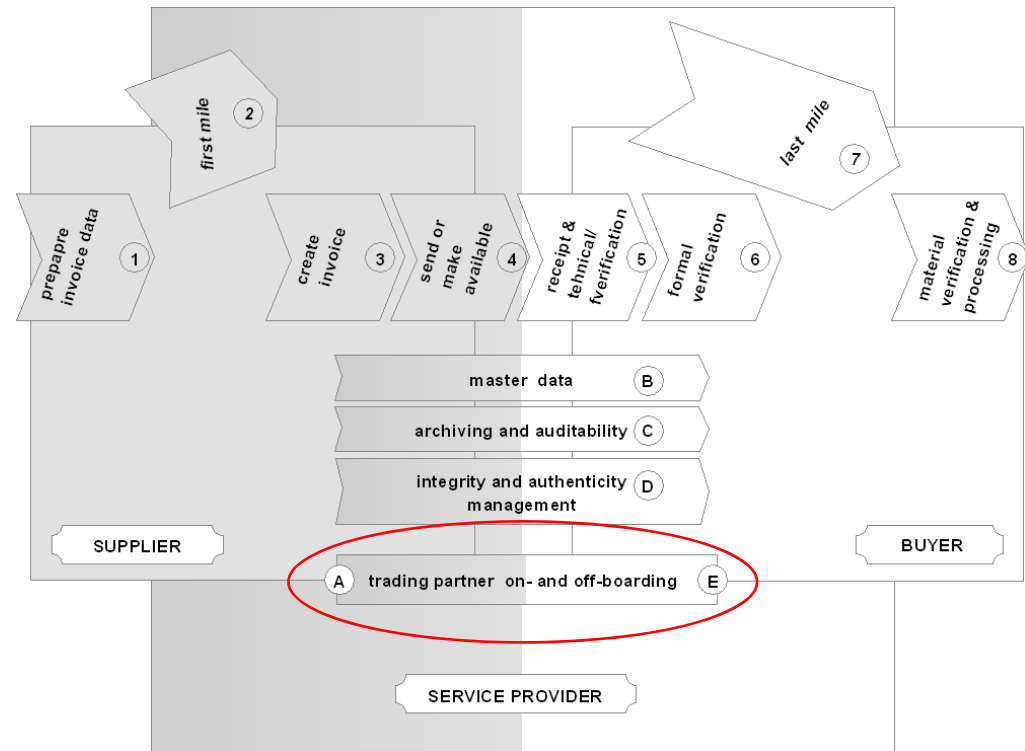 first mile
2
last mile
7
prepapre
invoice data
1
create
invoice
3
send or
make
available
4
receipt &
tehnical/
fverification
5
formal
verification
6
material
verification &
processing
8
master data
B
archiving and auditability
C
integrity and authenticity
management
D
SUPPLIER
BUYER
A
trading partner on- and off-boarding
E
SERVICE PROVIDER